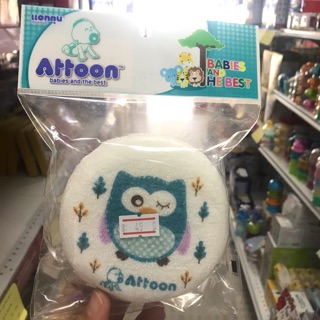 Attoon
babies and the best
BABIES
AND
THE BEST
Attoon